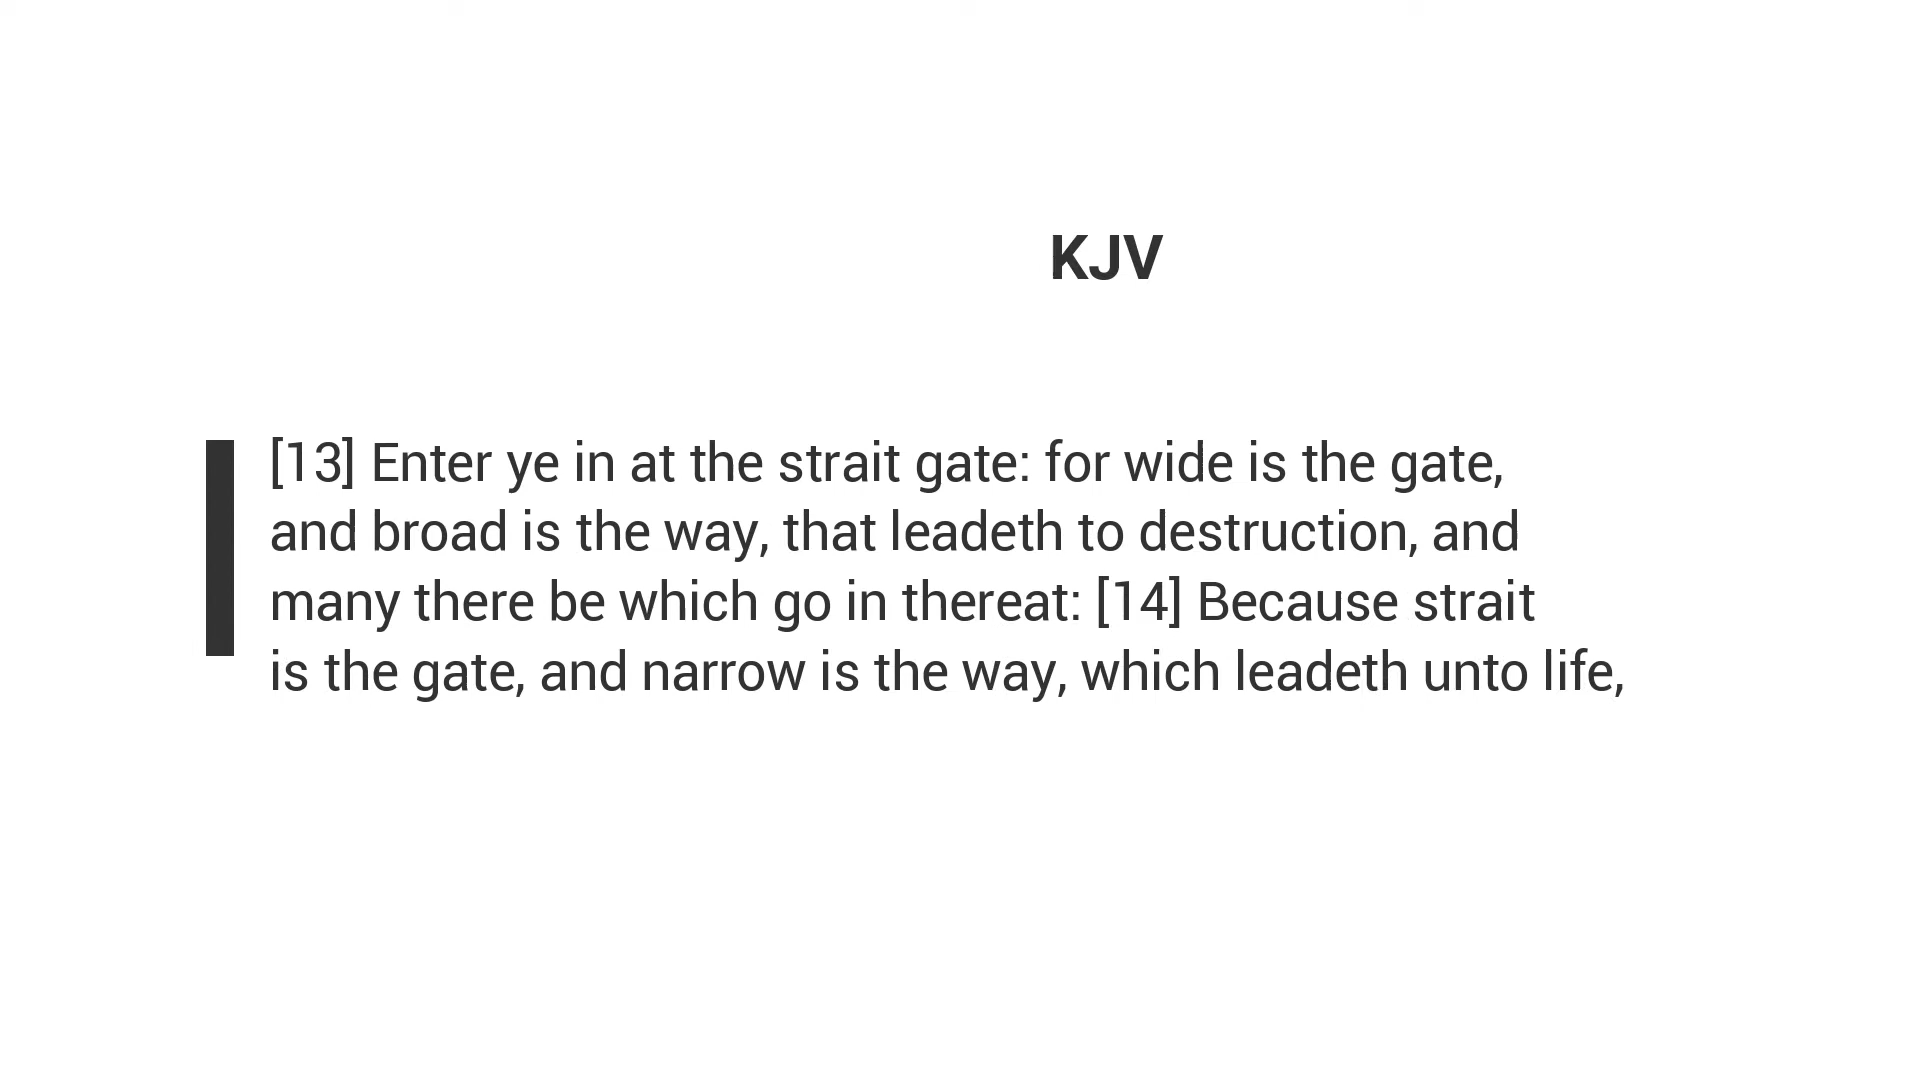 KJV
[13] Enter ye in at the strait gate: for wide is the gate,
and broad is the way, that leadeth to destruction, and
many there be which go in thereat: [14] Because strait
is the gate, and narrow is the way, which leadeth unto life,